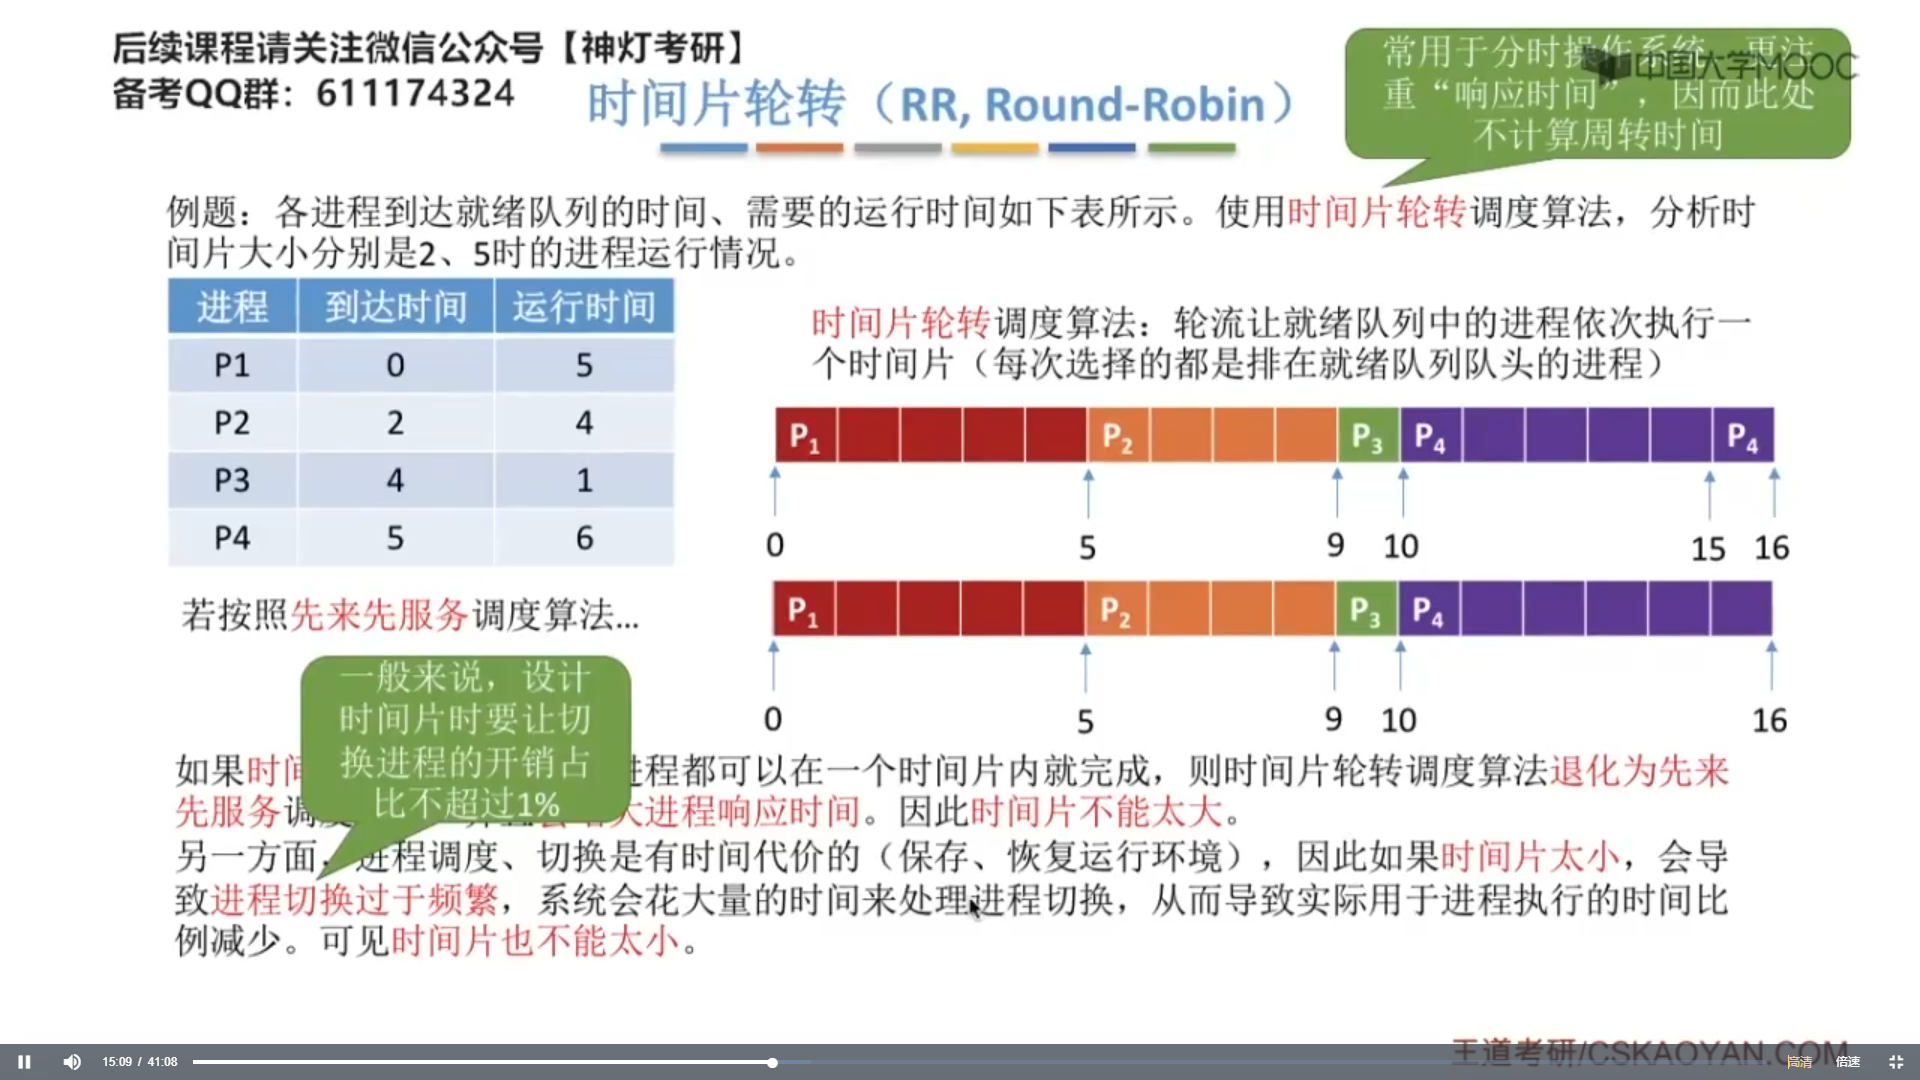 后续课程请关注微信公众号【神灯考研】
备考QQ群：611174324
时间片轮转（RR, Round-Robin）
常用于分时操作系统，更注
重“响应时间”，因而此处
不计算周转时间
中国大学MOOC
例题：各进程到达就绪队列的时间、需要的运行时间如下表所示。使用时间片轮转调度算法，分析时
间片大小分别是2、5时的进程运行情况。
进程 到达时间 运行时间
P1 0 5
P2 2 4
P3 4 1
P4 5 6
时间片轮转调度算法：轮流让就绪队列中的进程依次执行一
个时间片（每次选择的都是排在就绪队列队头的进程）
P1 P2 P3 P4 P4
0 5 9 10 15 16
若按照先来先服务调度算法...
P1 P2 P3 P4
0 5 9 10 16
一般来说，设计
时间片时要让切
换进程的开销占
比不超过1%
如果时间 进程都可以在一个时间片内就完成，则时间片轮转调度算法退化为先来
先服务调 大进程响应时间。因此时间片不能太大。
另一方面，进程调度、切换是有时间代价的（保存、恢复运行环境），因此如果时间片太小，会导
致进程切换过于频繁，系统会花大量的时间来处理进程切换，从而导致实际用于进程执行的时间比
例减少。可见时间片也不能太小。
王道考研/CSKAOYAN.COM
15:09 / 41:08 高清 倍速